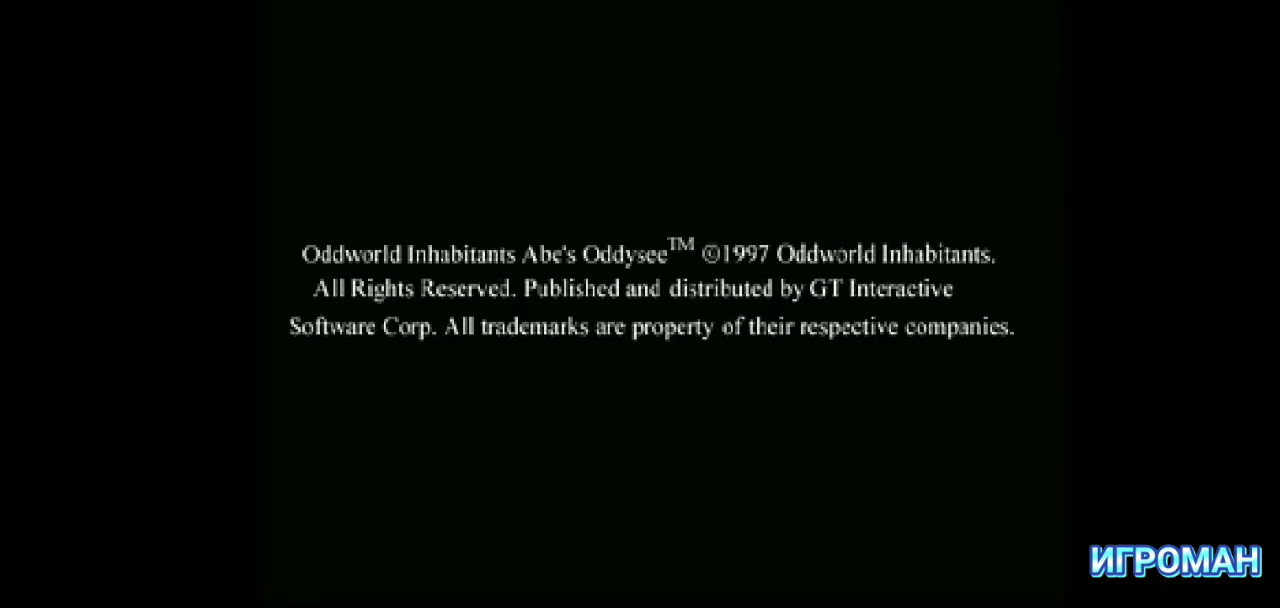 Oddworld Inhabitants Abe's Oddysee™ ©1997 Oddworld Inhabitants.
All Rights Reserved. Published and distributed by GT Interactive
Software Corp. All trademarks are property of their respective companies.
ИГРОМАН